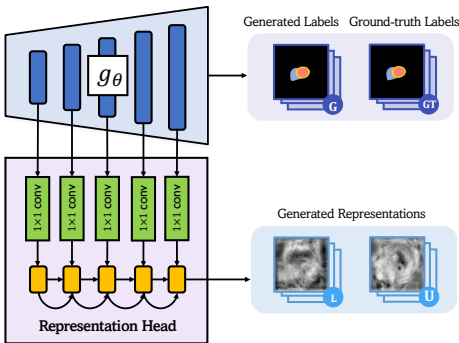 Generated Labels
Ground-truth Labels
gθ
G
GT
1×1 conv
1×1 conv
1×1 conv
1×1 conv
1×1 conv
Generated Representations
L
U
Representation Head